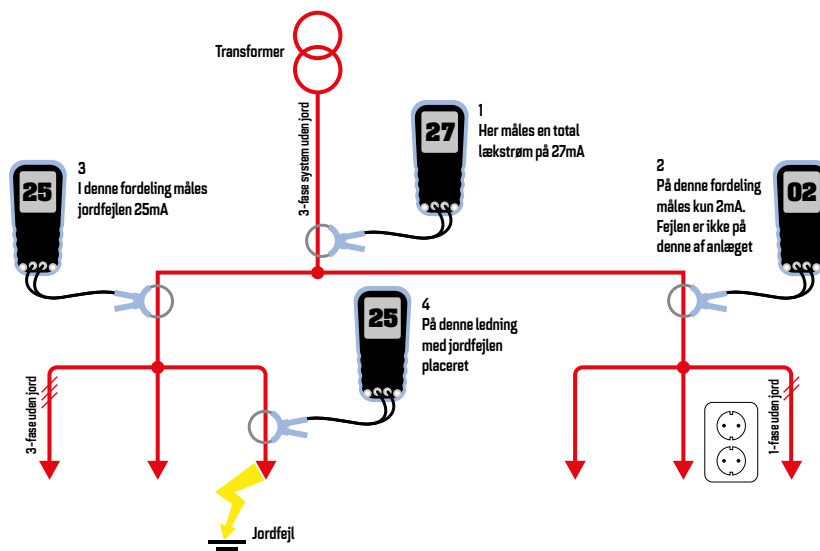 Transformer
3-fase system uden jord
27
1
Her måles en total
lækstrøm på 27mA
25
3
I denne fordeling måles
jordfejlen 25mA
2
På denne fordeling
måles kun 2mA.
Fejlen er ikke på
denne af anlæget
02
25
4
På denne ledning
med jordfejlen
placeret
3-fase uden jord
1-fase uden jord
Jordfejl